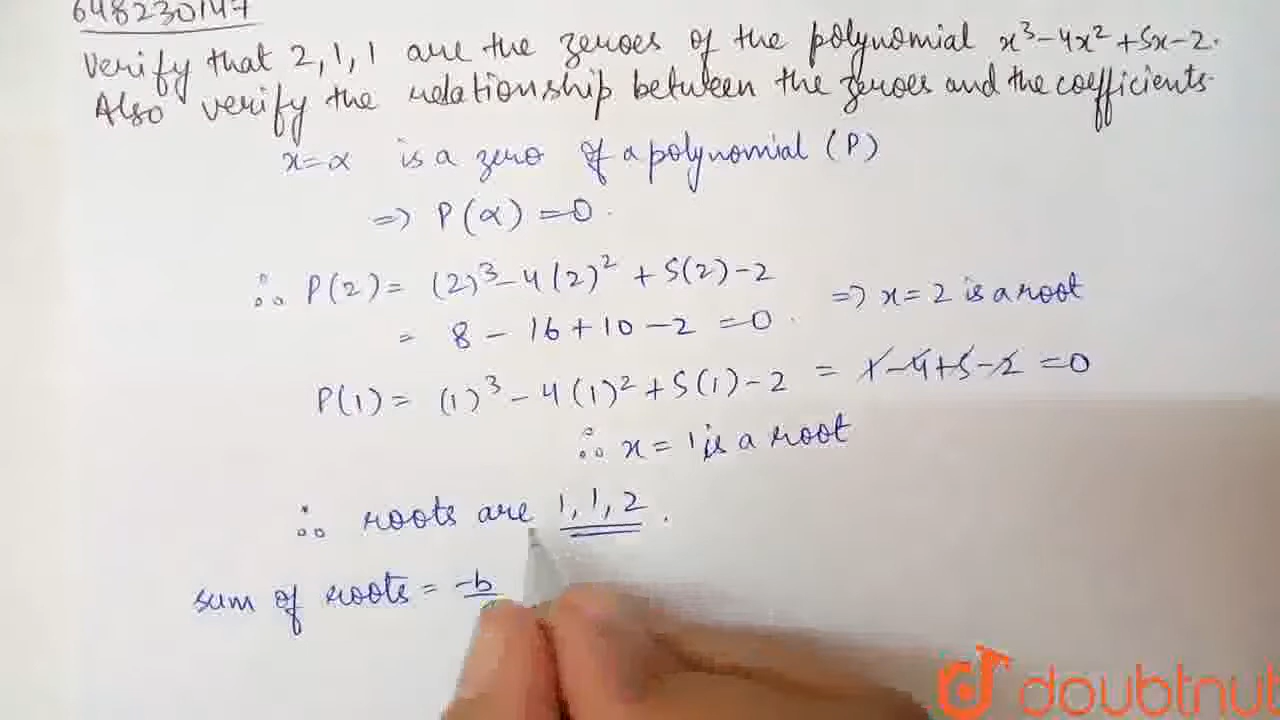 648230147
Verify that 2, 1, 1 are the zeroes of the polynomial x³-4x²+5x-2.
Also verify the relationship between the zeroes and the coefficients.
x=α is a zero of a polynomial (P)
=> P(α) =0.
∴ P(2) = (2)³-4(2)²+5(2)-2
= 8 - 16+10-2 =0. => x=2 is a root
P(1) = (1)³-4(1)²+5(1)-2 = 1-4+5-2 =0
∴ x=1 is a root
∴ roots are 1, 1, 2.
sum of roots = -b
doubtnut